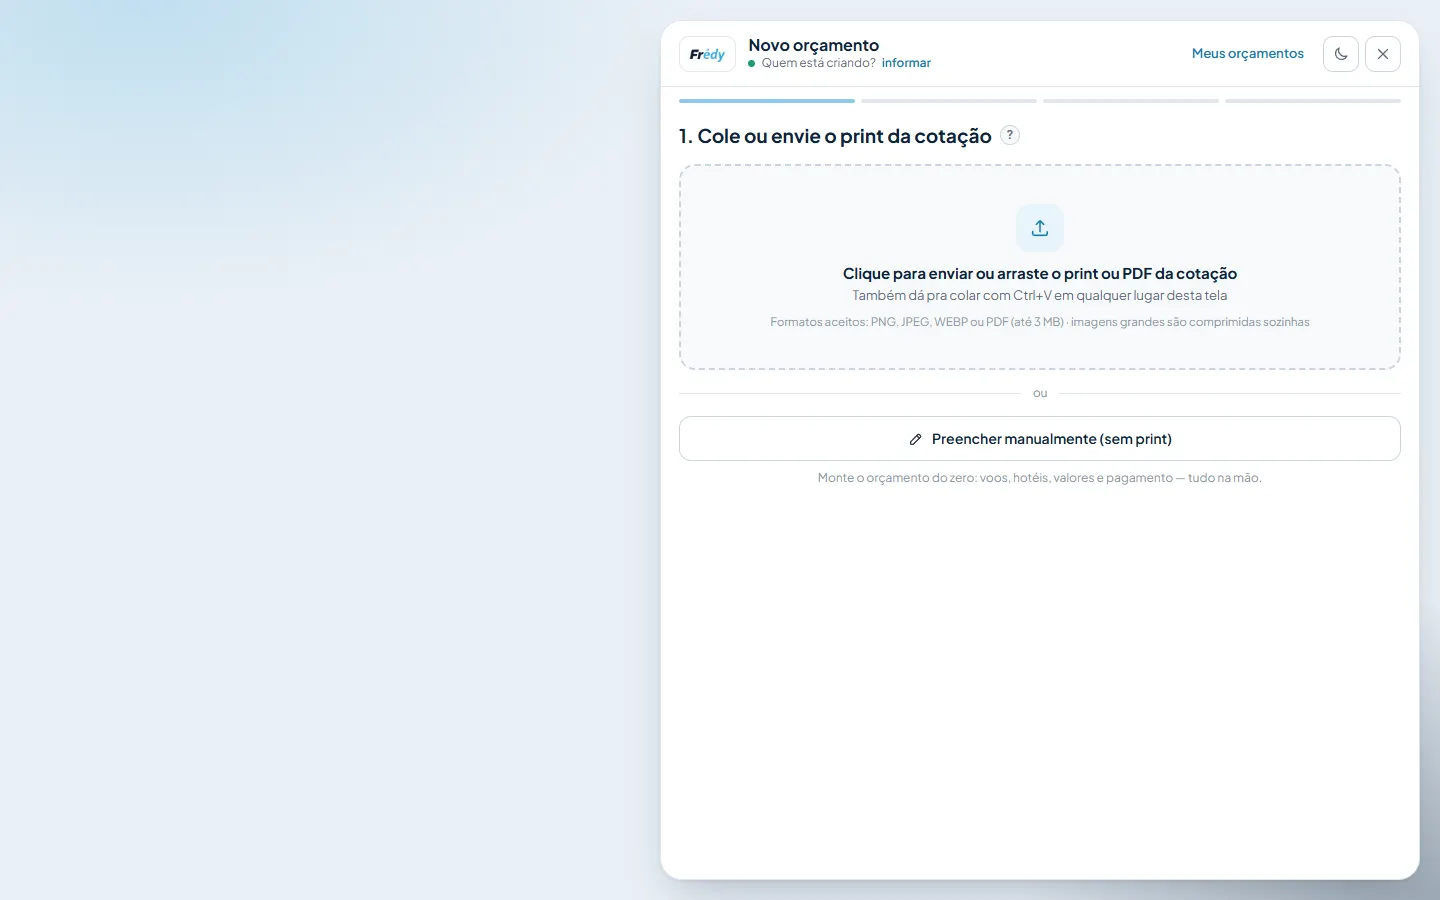 Frédy
Novo orçamento
Quem está criando? informar
Meus orçamentos
1. Cole ou envie o print da cotação ?
Clique para enviar ou arraste o print ou PDF da cotação
Também dá pra colar com Ctrl+V em qualquer lugar desta tela
Formatos aceitos: PNG, JPEG, WEBP ou PDF (até 3 MB) · imagens grandes são comprimidas sozinhas
ou
Preencher manualmente (sem print)
Monte o orçamento do zero: voos, hotéis, valores e pagamento — tudo na mão.